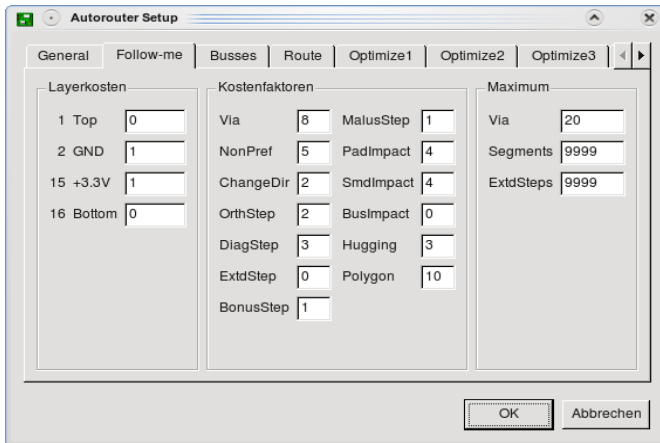 Autorouter Setup
General Follow-me Busses Route Optimize1 Optimize2 Optimize3
Layerkosten Kostenfaktoren Maximum
1 Top 0 Via 8 MalusStep 1 Via 20
2 GND 1 NonPref 5 PadImpact 4 Segments 9999
15 +3.3V 1 ChangeDir 2 SmdImpact 4 ExtdSteps 9999
16 Bottom 0 OrthStep 2 BusImpact 0
DiagStep 3 Hugging 3
ExtdStep 0 Polygon 10
BonusStep 1
OK Abbrechen